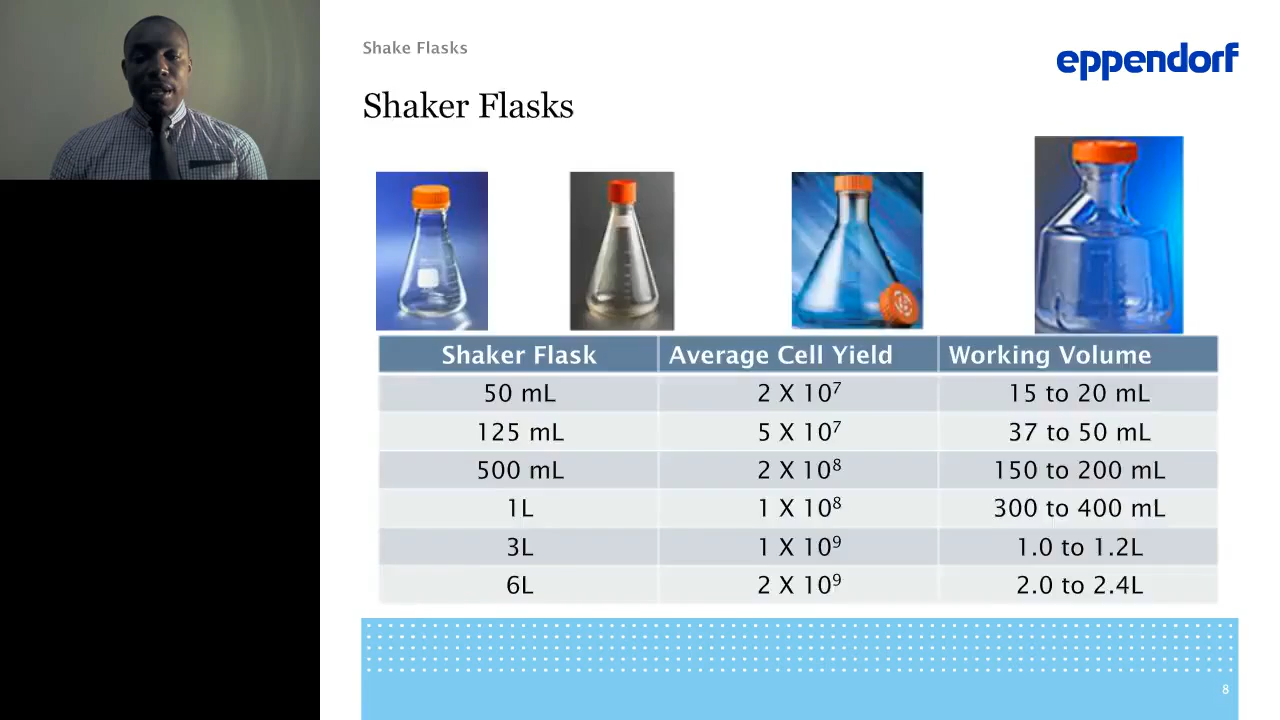 Shake Flasks
eppendorf
Shaker Flasks
Shaker Flask Average Cell Yield Working Volume
50 mL 2 X 10⁷ 15 to 20 mL
125 mL 5 X 10⁷ 37 to 50 mL
500 mL 2 X 10⁸ 150 to 200 mL
1L 1 X 10⁸ 300 to 400 mL
3L 1 X 10⁹ 1.0 to 1.2L
6L 2 X 10⁹ 2.0 to 2.4L
8